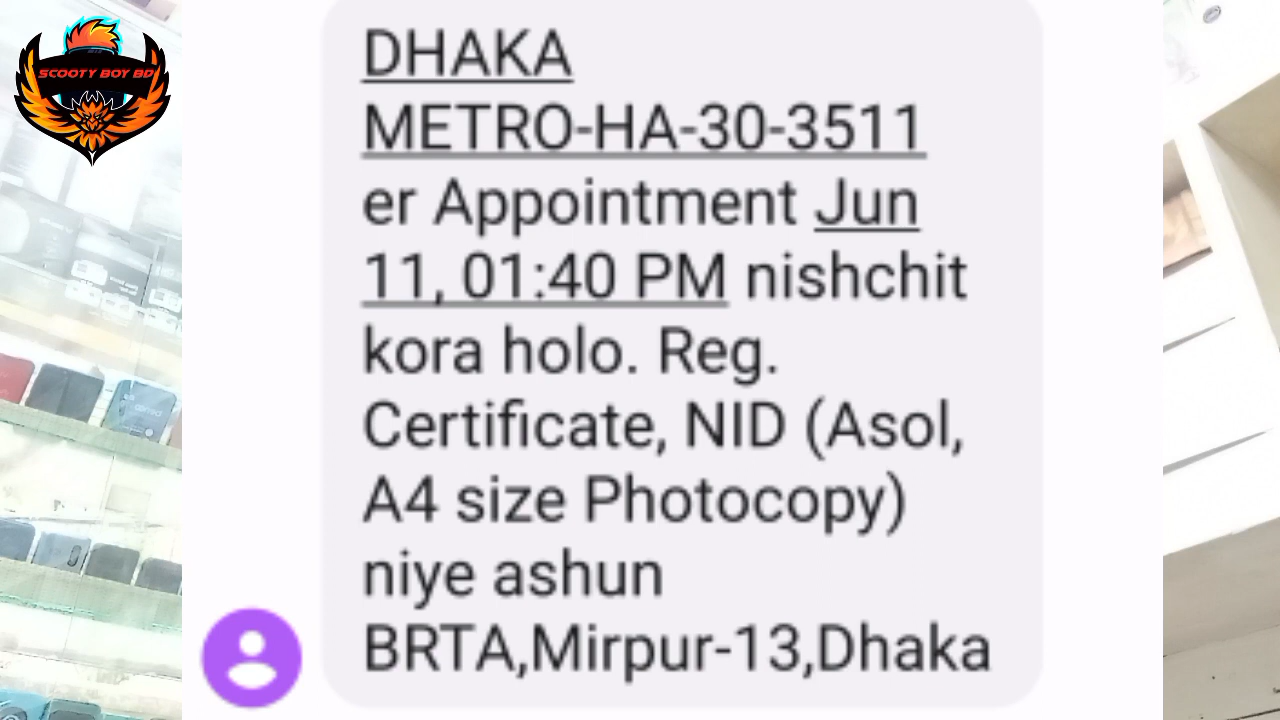 SCOOTY BOY BD
DHAKA
METRO-HA-30-3511
er Appointment Jun
11, 01:40 PM nishchit
kora holo. Reg.
Certificate, NID (Asol,
A4 size Photocopy)
niye ashun
BRTA,Mirpur-13,Dhaka